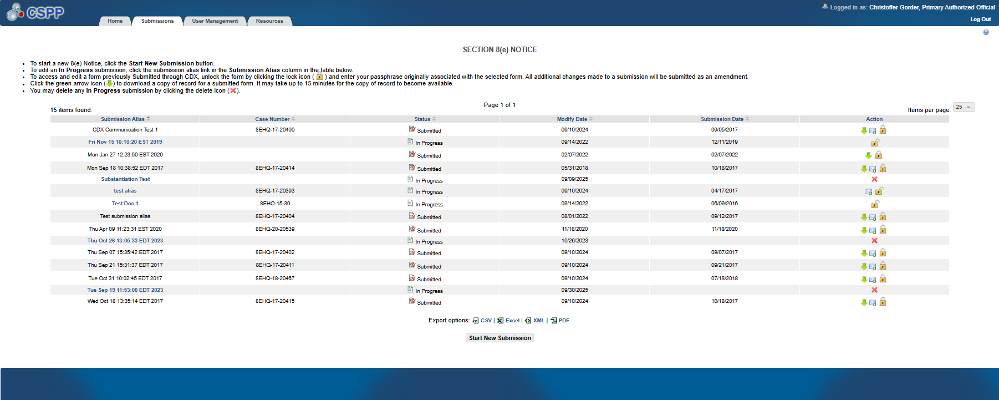 CSPP
Logged in as: Christoffer Gorder, Primary Authorized Official
Log Out
Home Submissions User Management Resources
SECTION 8(e) NOTICE
• To start a new 8(e) Notice, click the Start New Submission button.
• To edit an In Progress submission, click the submission alias link in the Submission Alias column in the table below.
• To access and edit a form previously Submitted through CDX, unlock the form by clicking the lock icon ( ) and enter your passphrase originally associated with the selected form. All additional changes made to a submission will be submitted as an amendment.
• Click the green arrow icon ( ) to download a copy of record for a submitted form. It may take up to 15 minutes for the copy of record to become available.
• You may delete any In Progress submission by clicking the delete icon ( ).
15 items found. Page 1 of 1 Items per page: 25
Submission Alias Case Number Status Modify Date Submission Date Action
CDX Communication Test 1 8EHQ-17-20400 Submitted 09/10/2024 09/05/2017
Fri Nov 15 10:10:20 EST 2019 In Progress 09/14/2022 12/11/2019
Mon Jan 27 12:23:50 EST 2020 Submitted 02/07/2022 02/07/2022
Mon Sep 18 10:38:52 EDT 2017 8EHQ-17-20414 Submitted 05/31/2018 10/18/2017
Substantiation Test In Progress 09/09/2025
test alias 8EHQ-17-20393 In Progress 09/10/2024 04/17/2017
Test Doc 1 8EHQ-15-30 In Progress 09/14/2022 06/09/2016
Test submission alias 8EHQ-17-20404 Submitted 08/01/2022 09/12/2017
Thu Apr 09 11:23:31 EST 2020 8EHQ-20-20539 Submitted 11/18/2020 11/18/2020
Thu Oct 26 13:05:33 EDT 2023 In Progress 10/26/2023
Thu Sep 07 15:35:42 EDT 2017 8EHQ-17-20402 Submitted 09/10/2024 09/07/2017
Thu Sep 21 15:31:37 EDT 2017 8EHQ-17-20411 Submitted 09/10/2024 09/21/2017
Tue Oct 31 10:02:45 EDT 2017 8EHQ-18-20467 Submitted 09/10/2024 07/18/2018
Tue Sep 19 11:53:00 EDT 2023 In Progress 09/30/2025
Wed Oct 18 13:35:14 EDT 2017 8EHQ-17-20415 Submitted 09/10/2024 10/18/2017
Export options: CSV | Excel | XML | PDF
Start New Submission